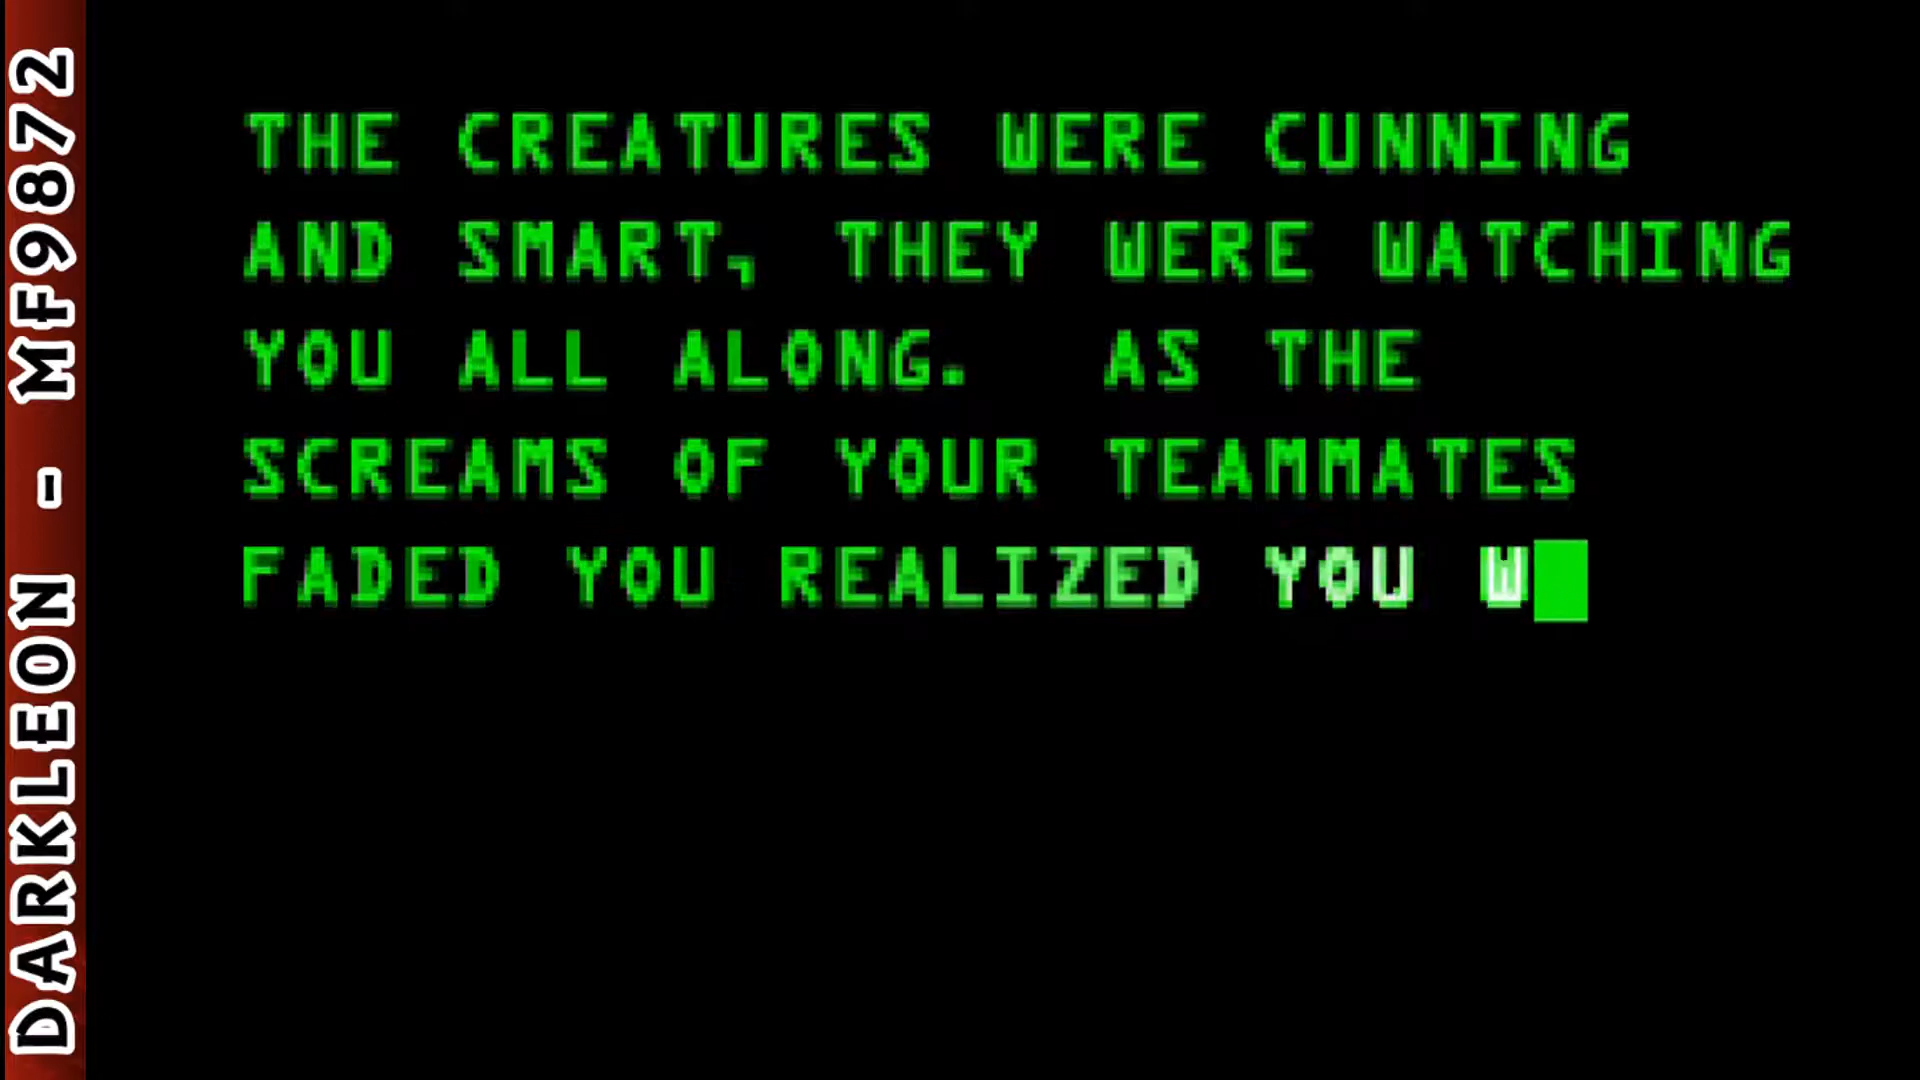 DARKLEON - MF9872
THE CREATURES WERE CUNNING
AND SMART, THEY WERE WATCHING
YOU ALL ALONG.  AS THE
SCREAMS OF YOUR TEAMMATES
FADED YOU REALIZED YOU W